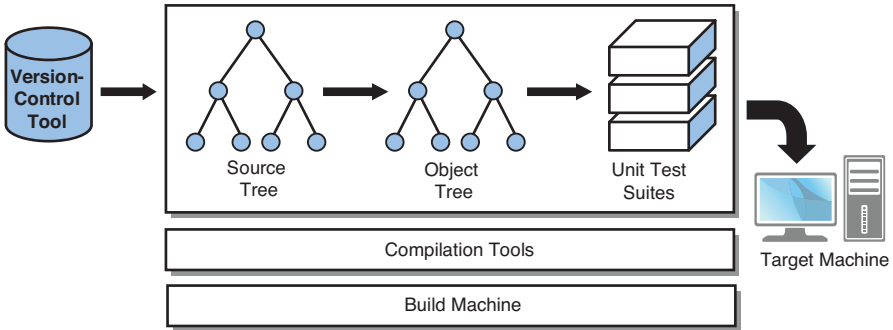 Version-
Control
Tool
Source
Tree
Object
Tree
Unit Test
Suites
Target Machine
Compilation Tools
Build Machine